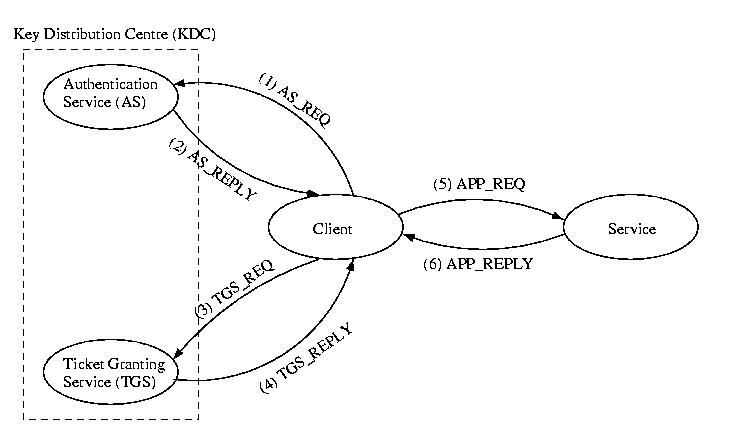 Key Distribution Centre (KDC)
Authentication
Service (AS)
(1) AS_REQ
(2) AS_REPLY
(5) APP_REQ
Client
Service
(6) APP_REPLY
(3) TGS_REQ
(4) TGS_REPLY
Ticket Granting
Service (TGS)